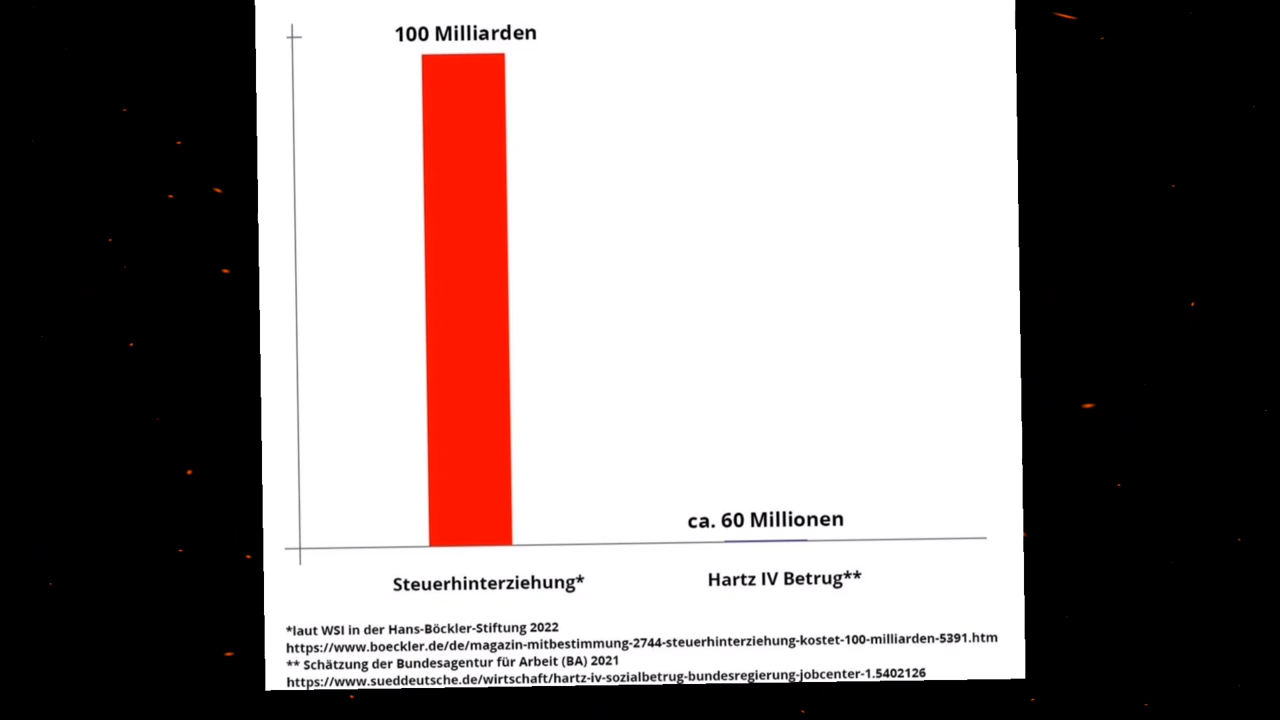 100 Milliarden
ca. 60 Millionen
Steuerhinterziehung*
Hartz IV Betrug**
*laut WSI in der Hans-Böckler-Stiftung 2022
https://www.boeckler.de/de/magazin-mitbestimmung-2744-steuerhinterziehung-kostet-100-milliarden-5391.htm
** Schätzung der Bundesagentur für Arbeit (BA) 2021
https://www.sueddeutsche.de/wirtschaft/hartz-iv-sozialbetrug-bundesregierung-jobcenter-1.5402126